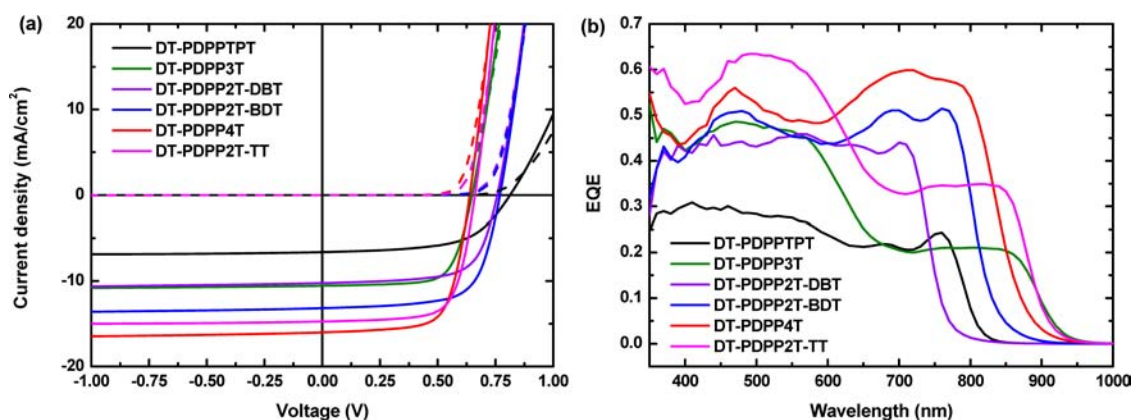 (a)
DT-PDPPTPT
DT-PDPP3T
DT-PDPP2T-DBT
DT-PDPP2T-BDT
DT-PDPP4T
DT-PDPP2T-TT
Current density (mA/cm²)
20
10
0
-10
-20
-1.00 -0.75 -0.50 -0.25 0.00 0.25 0.50 0.75 1.00
Voltage (V)
(b)
EQE
0.7
0.6
0.5
0.4
0.3
0.2
0.1
0.0
DT-PDPPTPT
DT-PDPP3T
DT-PDPP2T-DBT
DT-PDPP2T-BDT
DT-PDPP4T
DT-PDPP2T-TT
400 500 600 700 800 900 1000
Wavelength (nm)